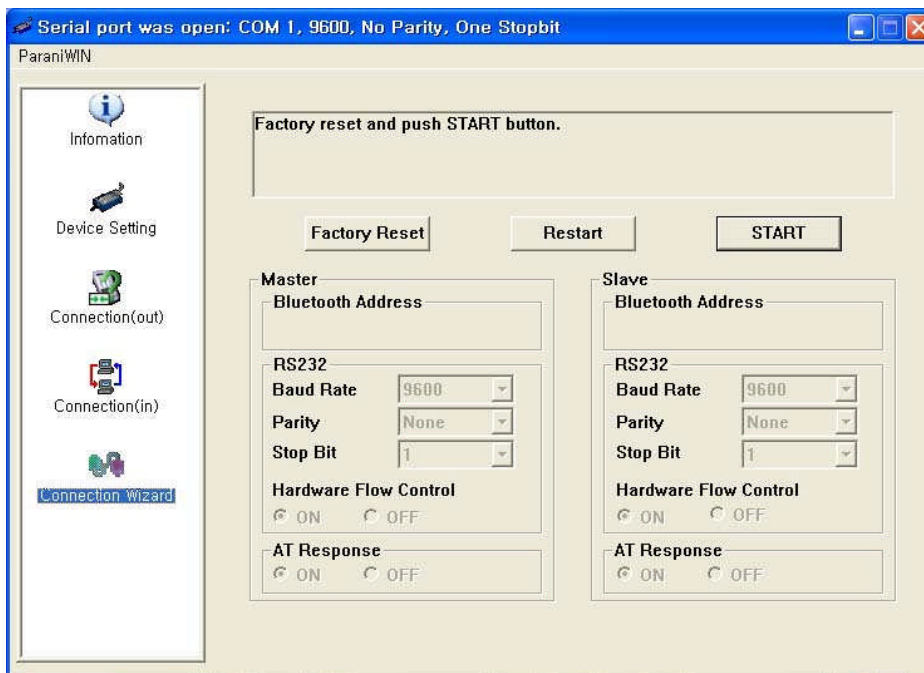 Serial port was open: COM 1, 9600, No Parity, One Stopbit
ParaniWIN
Infomation
Device Setting
Connection(out)
Connection(in)
Connection Wizard
Factory reset and push START button.
Factory Reset
Restart
START
Master
Bluetooth Address
RS232
Baud Rate 9600
Parity None
Stop Bit 1
Hardware Flow Control
ON OFF
AT Response
ON OFF
Slave
Bluetooth Address
RS232
Baud Rate 9600
Parity None
Stop Bit 1
Hardware Flow Control
ON OFF
AT Response
ON OFF